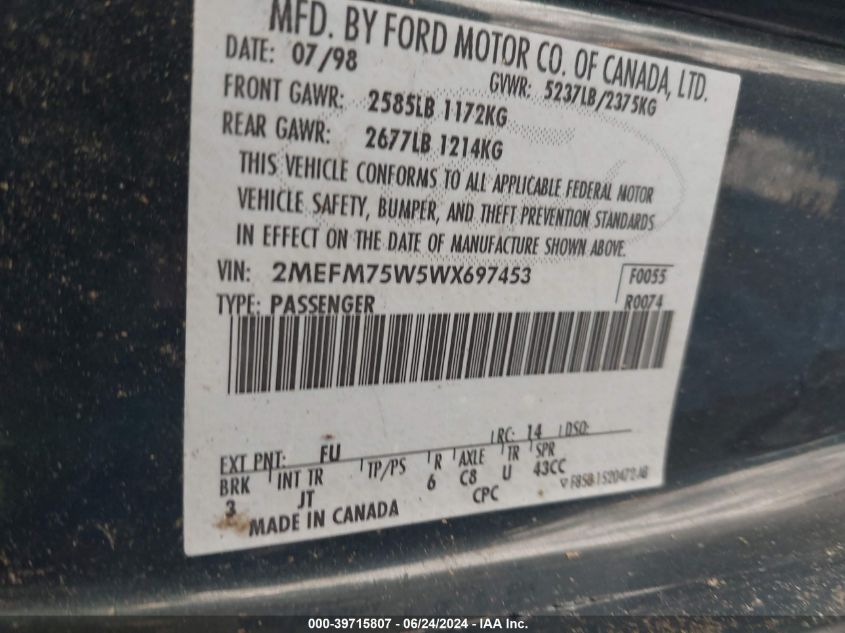 MFD. BY FORD MOTOR CO. OF CANADA, LTD.
DATE: 07/98
GVWR: 5237LB/2375KG
FRONT GAWR: 2585LB 1172KG
REAR GAWR: 2677LB 1214KG
THIS VEHICLE CONFORMS TO ALL APPLICABLE FEDERAL MOTOR
VEHICLE SAFETY, BUMPER, AND THEFT PREVENTION STANDARDS
IN EFFECT ON THE DATE OF MANUFACTURE SHOWN ABOVE.
VIN: 2MEFM75W5WX697453
F0055
TYPE: PASSENGER
R0074
EXT PNT: FU
RC: 14 DSO:
BRK INT TR TP/PS R AXLE TR SPR
3 JT 6 C8 U 43CC
MADE IN CANADA
CPC
F85B-1520472-AB
000-39715807 - 06/24/2024 - IAA Inc.